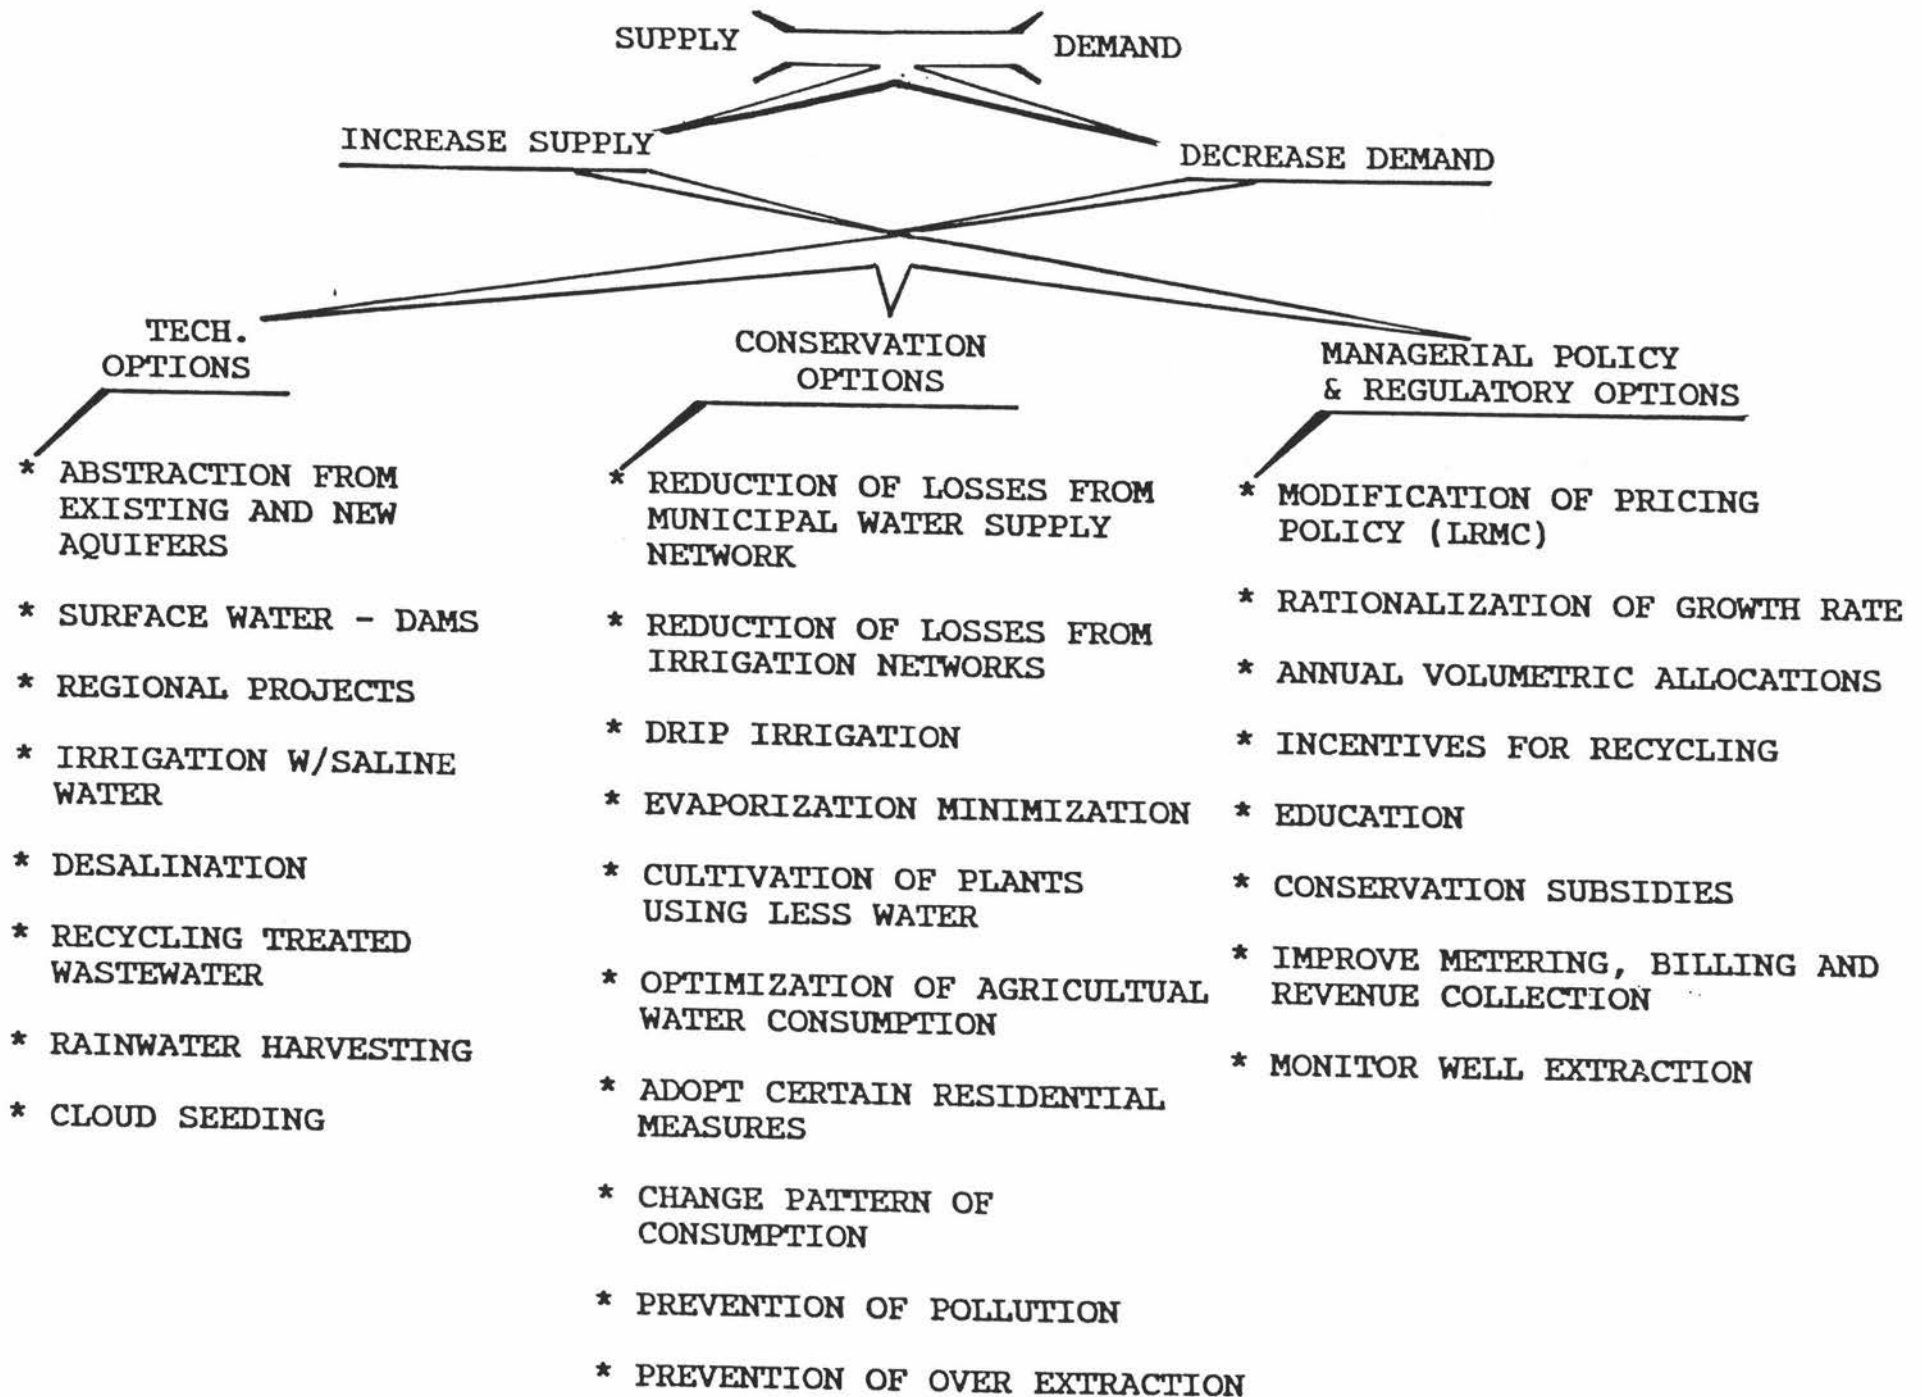 SUPPLY
DEMAND
INCREASE SUPPLY
DECREASE DEMAND
TECH.
OPTIONS
* ABSTRACTION FROM
EXISTING AND NEW
AQUIFERS
* SURFACE WATER - DAMS
* REGIONAL PROJECTS
* IRRIGATION W/SALINE
WATER
* DESALINATION
* RECYCLING TREATED
WASTEWATER
* RAINWATER HARVESTING
* CLOUD SEEDING
CONSERVATION
OPTIONS
* REDUCTION OF LOSSES FROM
MUNICIPAL WATER SUPPLY
NETWORK
* REDUCTION OF LOSSES FROM
IRRIGATION NETWORKS
* DRIP IRRIGATION
* EVAPORIZATION MINIMIZATION
* CULTIVATION OF PLANTS
USING LESS WATER
* OPTIMIZATION OF AGRICULTUAL
WATER CONSUMPTION
* ADOPT CERTAIN RESIDENTIAL
MEASURES
* CHANGE PATTERN OF
CONSUMPTION
* PREVENTION OF POLLUTION
* PREVENTION OF OVER EXTRACTION
MANAGERIAL POLICY
& REGULATORY OPTIONS
* MODIFICATION OF PRICING
POLICY (LRMC)
* RATIONALIZATION OF GROWTH RATE
* ANNUAL VOLUMETRIC ALLOCATIONS
* INCENTIVES FOR RECYCLING
* EDUCATION
* CONSERVATION SUBSIDIES
* IMPROVE METERING, BILLING AND
REVENUE COLLECTION
* MONITOR WELL EXTRACTION